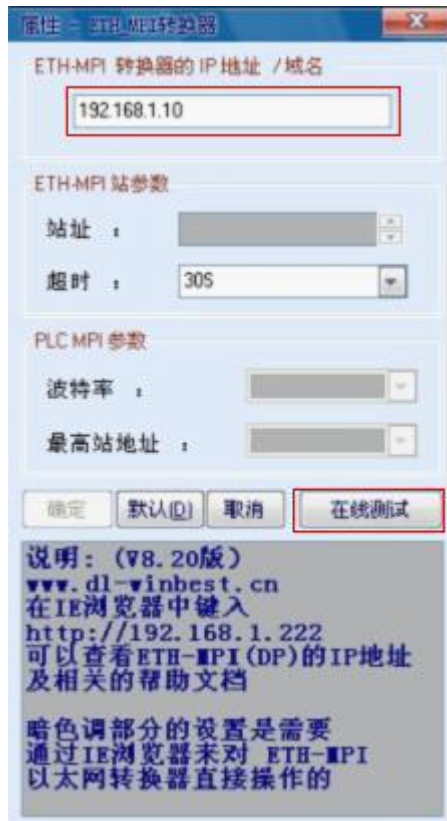 属性 - ETH_MPI转换器
ETH-MPI 转换器的 IP 地址 / 域名
192.168.1.10
ETH-MPI 站参数
站址 :
超时 : 30S
PLC MPI 参数
波特率 :
最高站地址 :
确定 默认(D) 取消 在线测试
说明: (V8.20版)
www.dl-winbest.cn
在IE浏览器中键入
http://192.168.1.222
可以查看ETH-MPI(DP)的IP地址
及相关的帮助文档
暗色调部分的设置是需要
通过IE浏览器来对 ETH-MPI
以太网转换器直接操作的